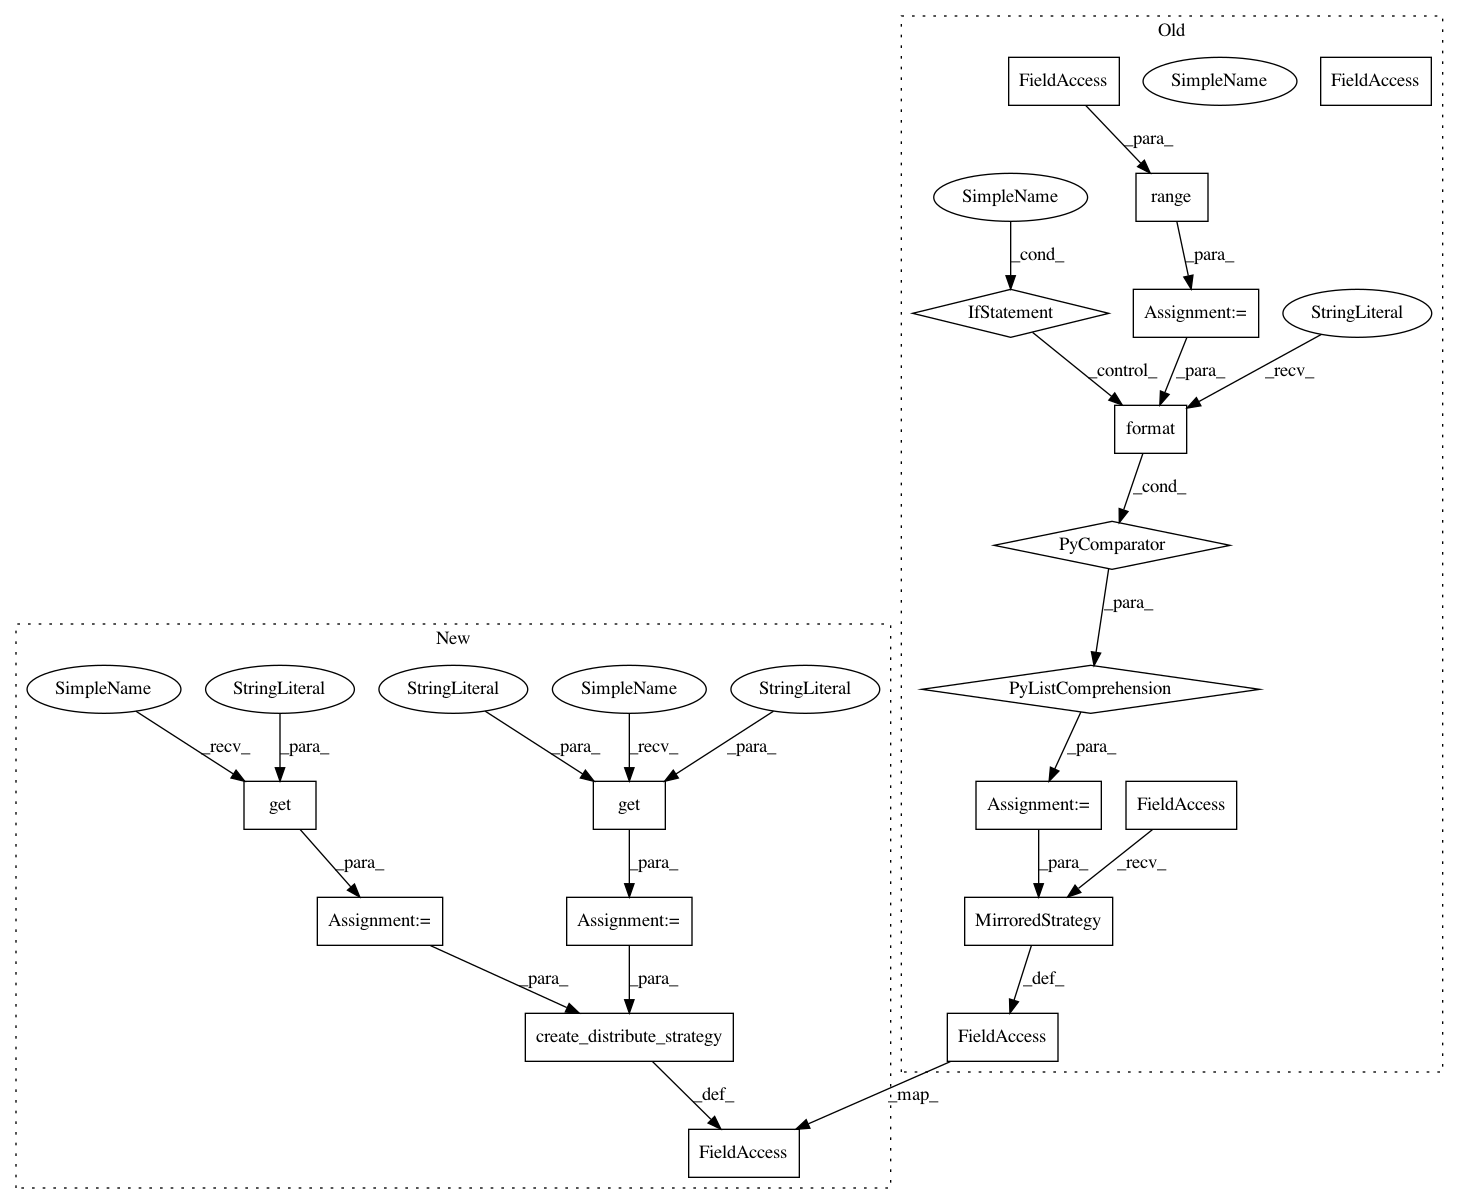 Old
FieldAccess
SimpleName
FieldAccess
_para_
SimpleName
range
_cond_
_para_
IfStatement
Assignment:=
StringLiteral
_control_
_para_
_recv_
format
_cond_
PyComparator
_para_
New
SimpleName
StringLiteral
StringLiteral
SimpleName
StringLiteral
PyListComprehension
_recv_
_para_
_para_
_recv_
_para_
_para_
get
get
Assignment:=
FieldAccess
_para_
_para_
_para_
_recv_
Assignment:=
Assignment:=
MirroredStrategy
_para_
_para_
_def_
create_distribute_strategy
FieldAccess
_def_
_map_
FieldAccess